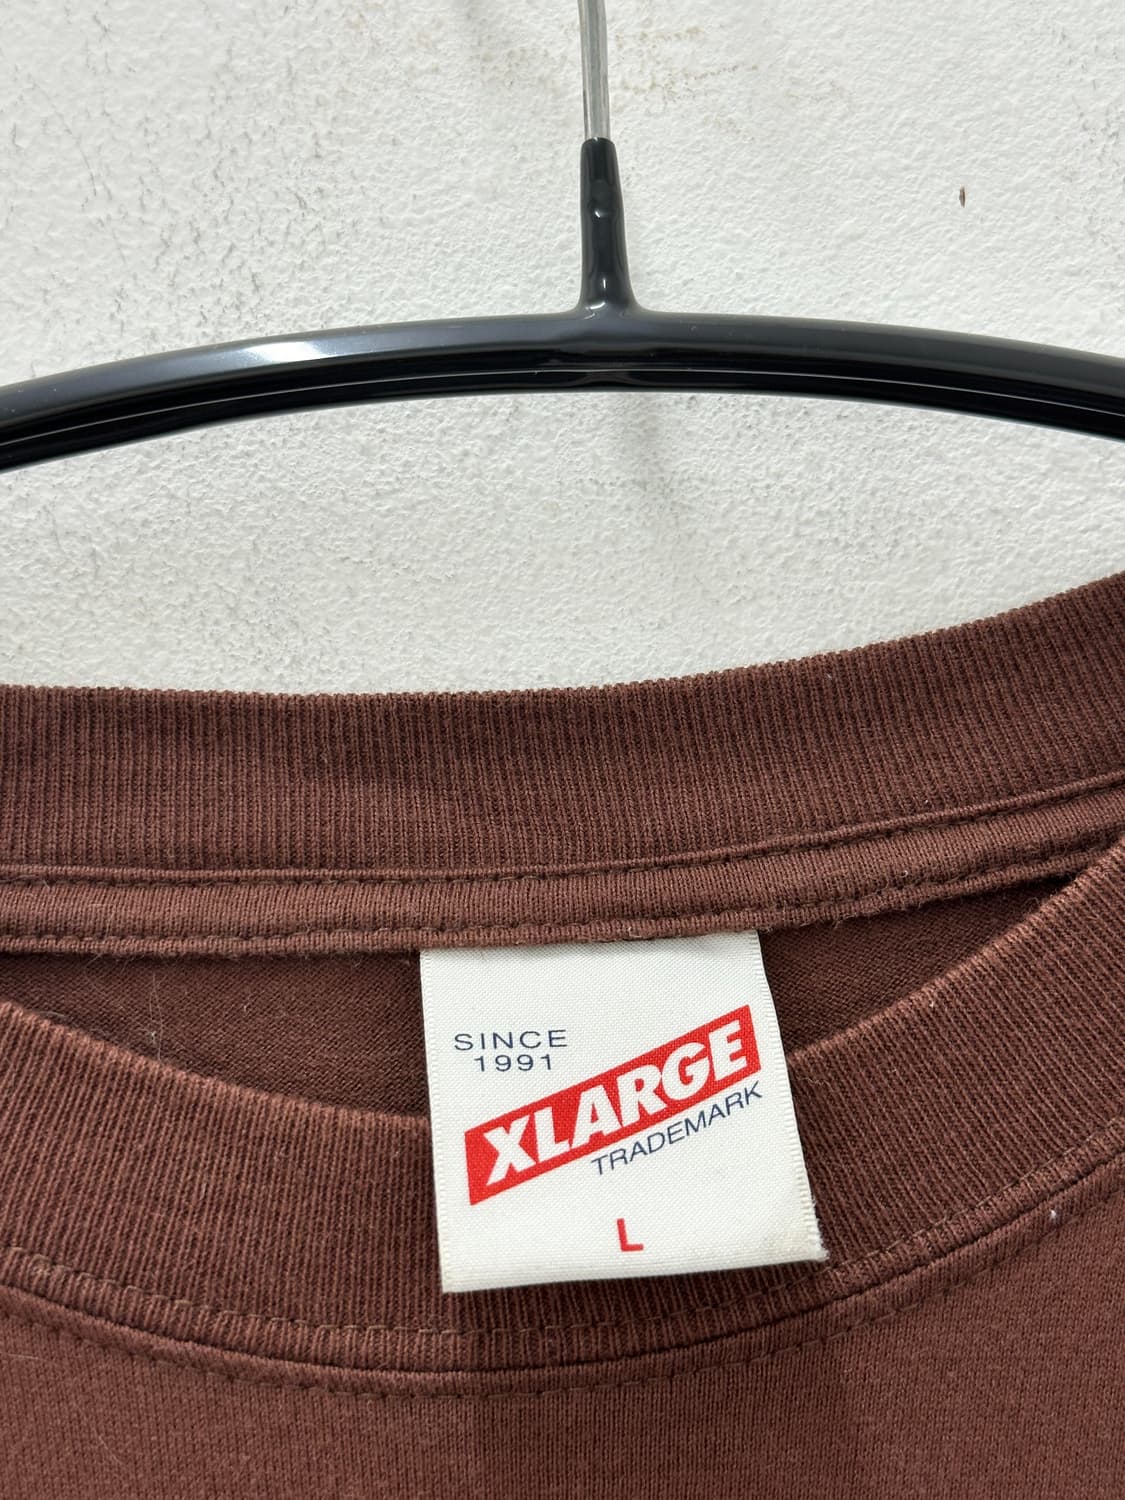 SINCE
1991
XLARGE
TRADEMARK
L